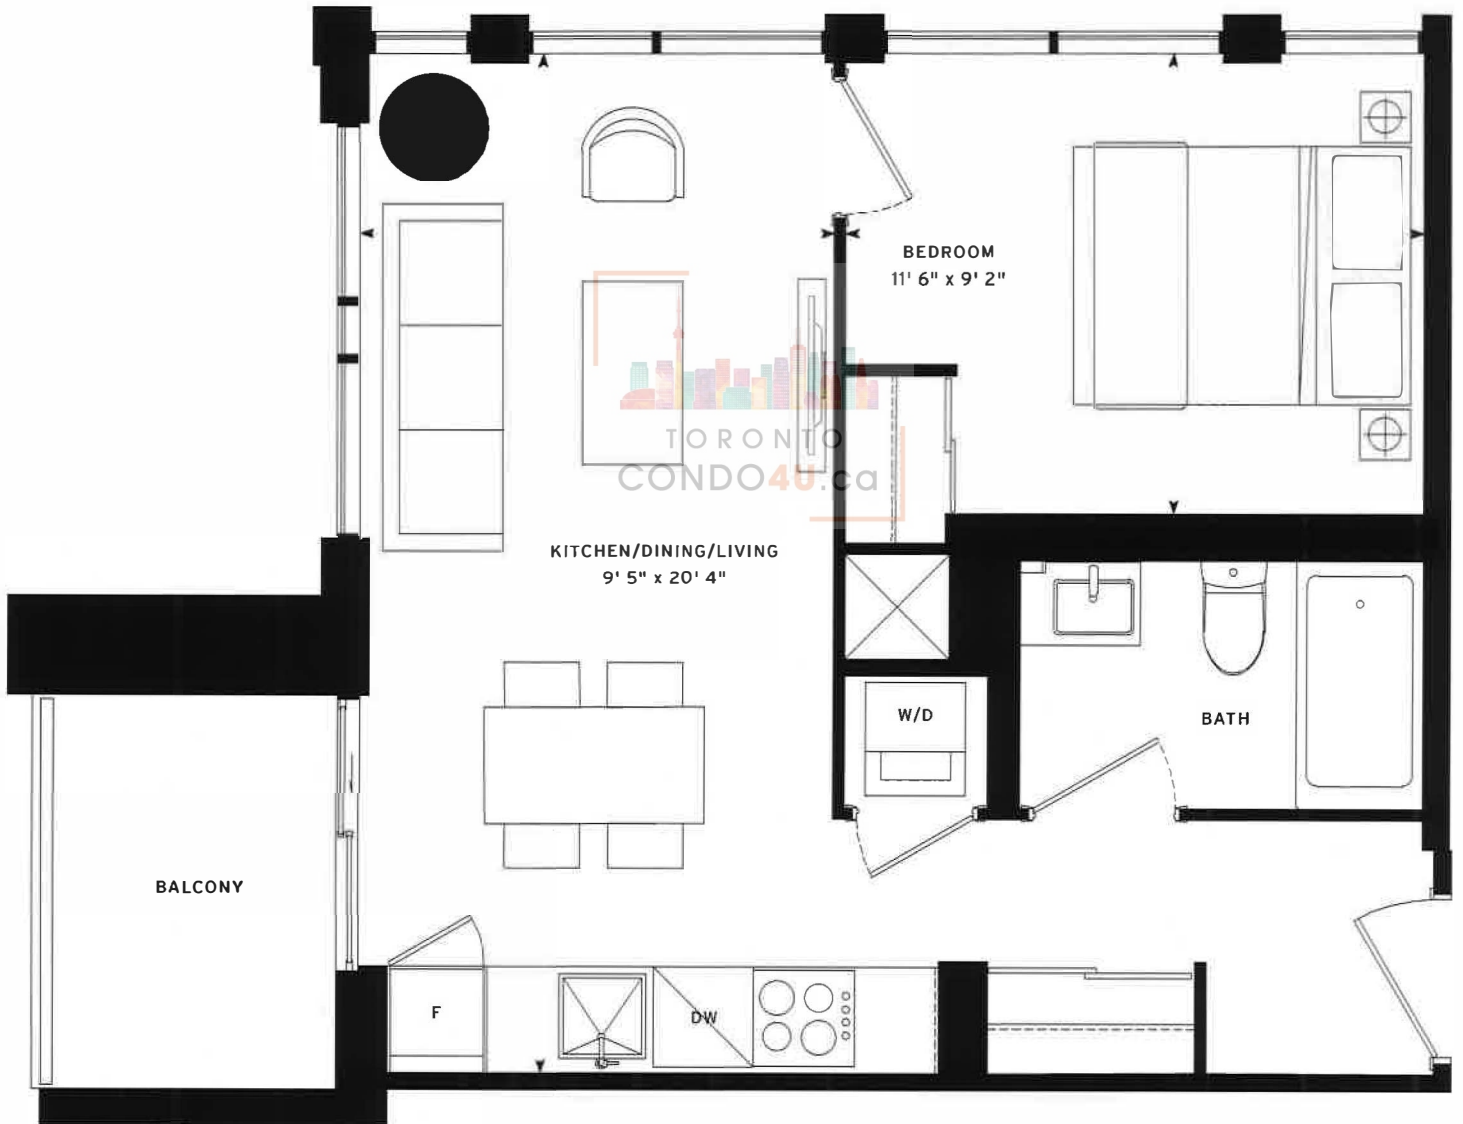 BEDROOM
11' 6" x 9' 2"
TORONTO
CONDO4U.ca
KITCHEN/DINING/LIVING
9' 5" x 20' 4"
W/D
BATH
BALCONY
F
DW